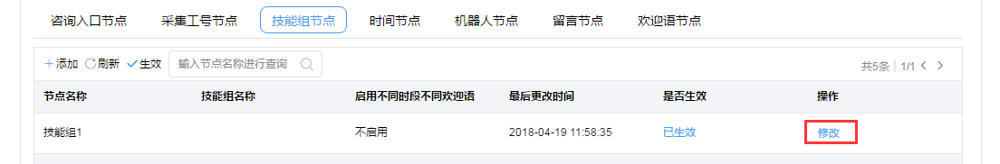 咨询入口节点 采集工号节点 技能组节点 时间节点 机器人节点 留言节点 欢迎语节点
添加 刷新 生效 输入节点名称进行查询 共5条 1/1
节点名称 技能组名称 启用不同时段不同欢迎语 最后更改时间 是否生效 操作
技能组1 不启用 2018-04-19 11:58:35 已生效 修改